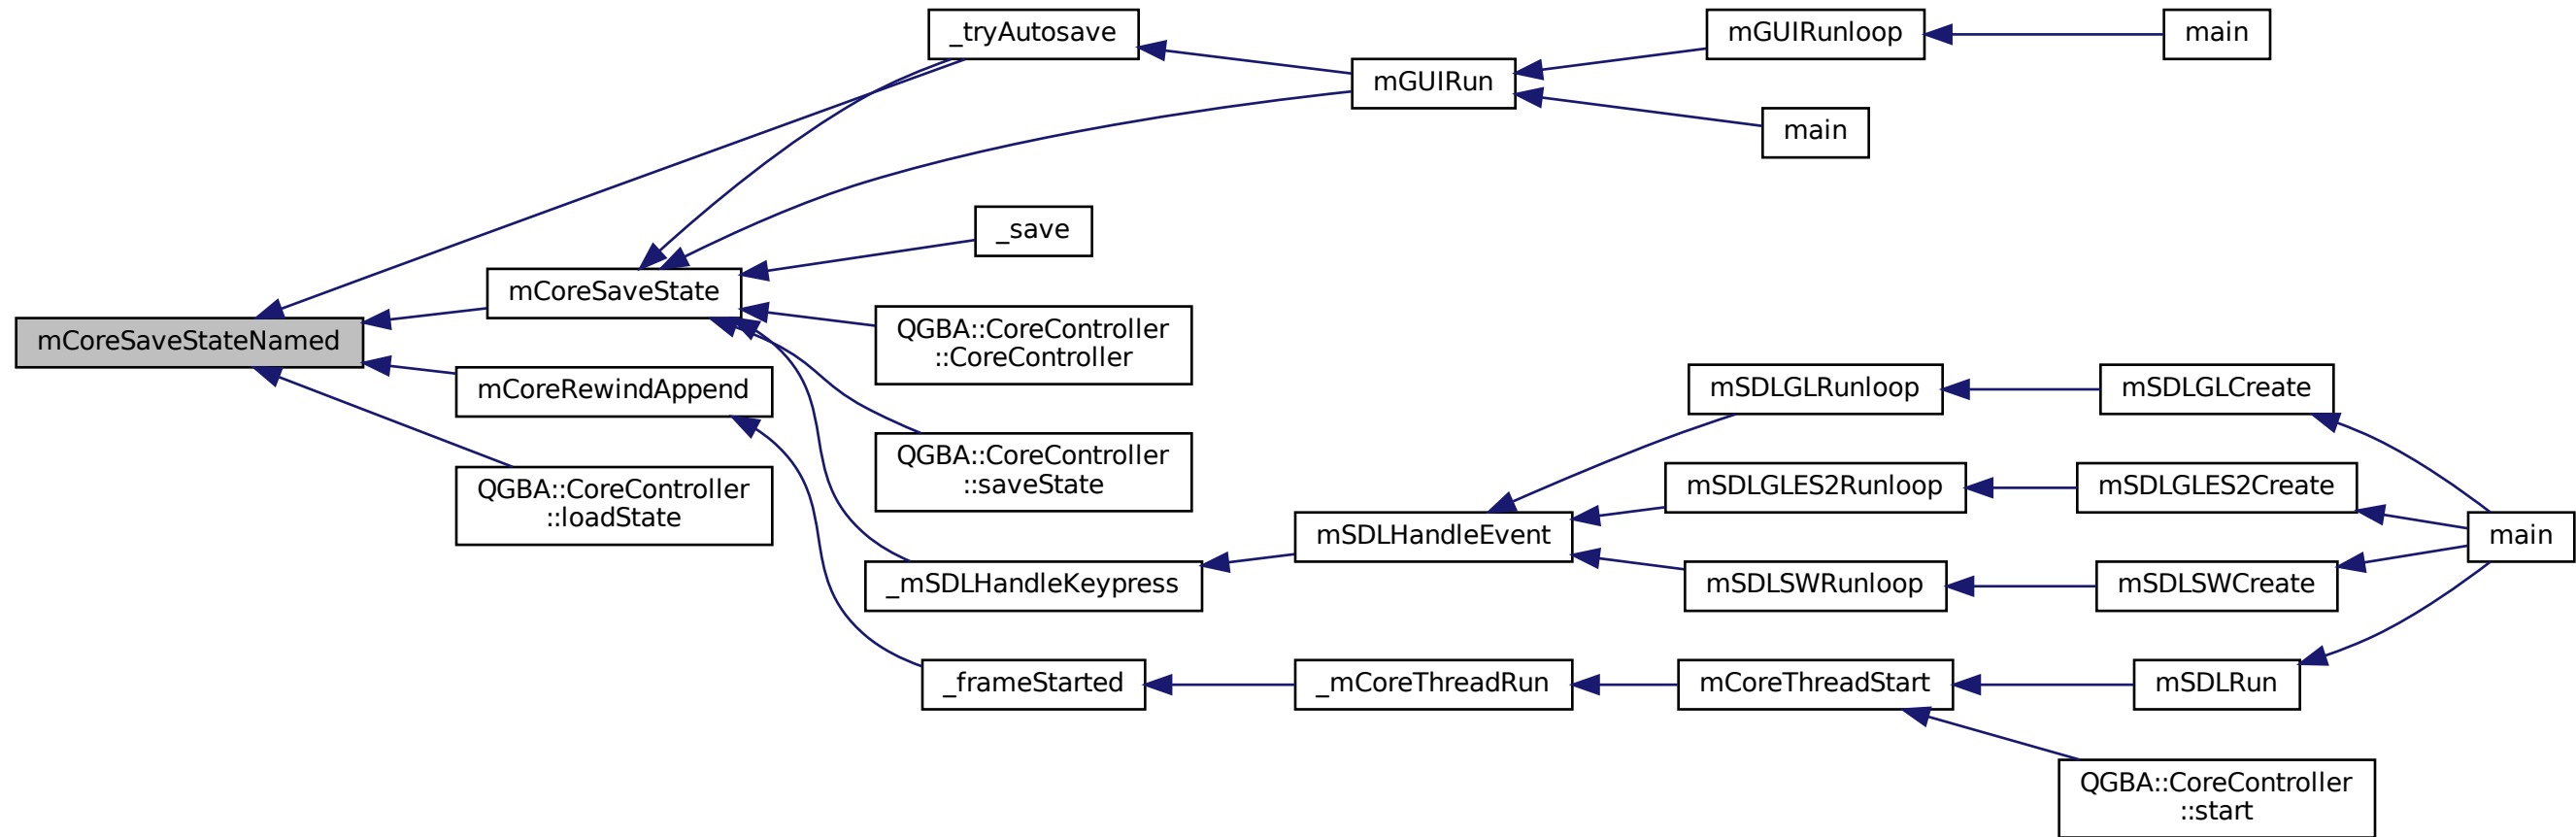 _tryAutosave
mGUIRunloop
main
mGUIRun
main
_save
mCoreSaveState
mCoreSaveStateNamed
QGBA::CoreController
::CoreController
mCoreRewindAppend
mSDLGLRunloop
mSDLGLCreate
QGBA::CoreController
::saveState
QGBA::CoreController
::loadState
mSDLGLES2Runloop
mSDLGLES2Create
mSDLHandleEvent
main
_mSDLHandleKeypress
mSDLSWRunloop
mSDLSWCreate
_frameStarted
_mCoreThreadRun
mCoreThreadStart
mSDLRun
QGBA::CoreController
::start